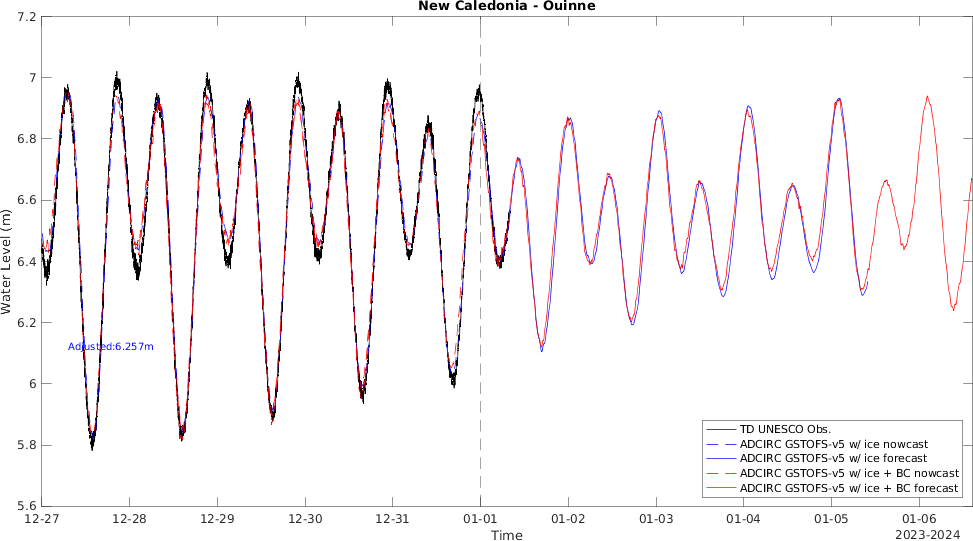 New Caledonia - Ouinne
7.2
7
6.8
6.6
6.4
6.2
6
5.8
5.6
Water Level (m)
Adjusted:6.257m
TD UNESCO Obs.
ADCIRC GSTOFS-v5 w/ ice nowcast
ADCIRC GSTOFS-v5 w/ ice forecast
ADCIRC GSTOFS-v5 w/ ice + BC nowcast
ADCIRC GSTOFS-v5 w/ ice + BC forecast
12-27 12-28 12-29 12-30 12-31 01-01 01-02 01-03 01-04 01-05 01-06
Time
2023-2024